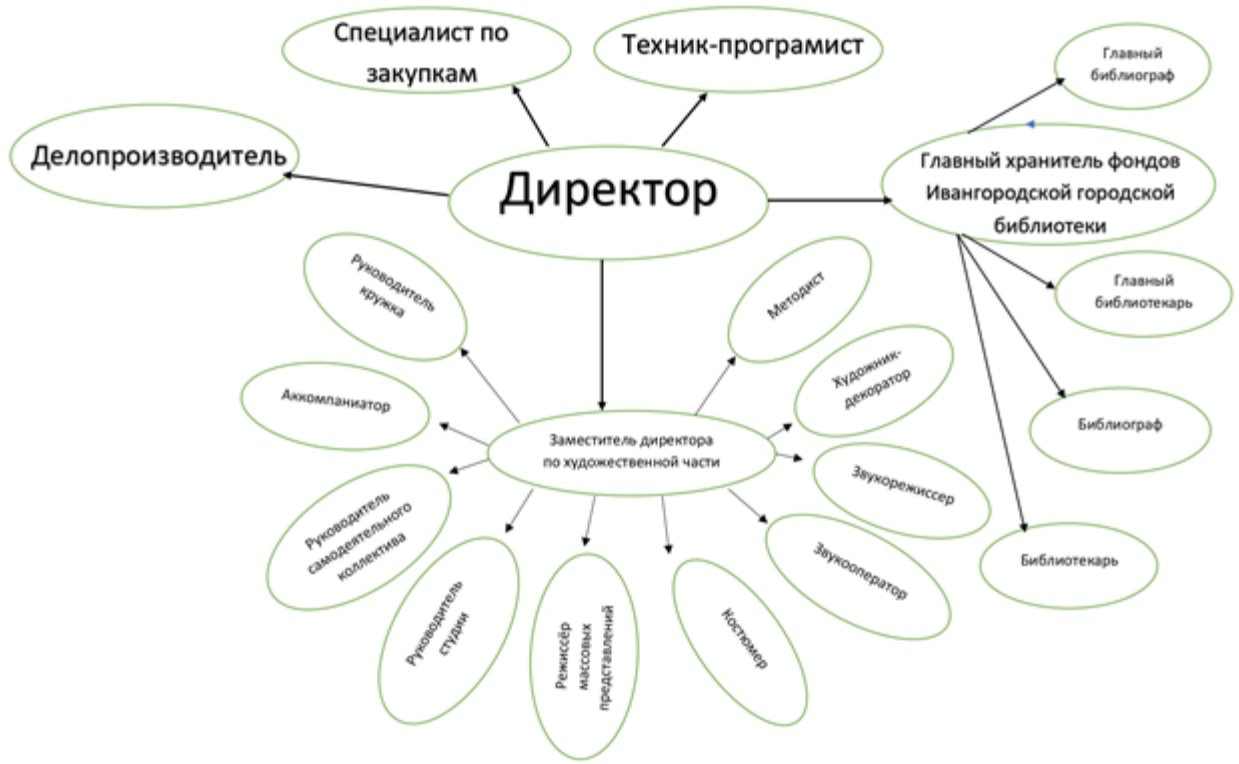 Специалист по
закупкам
Техник-програмист
Главный
библиограф
Делопроизводитель
Директор
Главный хранитель фондов
Ивангородской городской
библиотеки
Руководитель
кружка
Методист
Главный
библиотекарь
Аккомпаниатор
Художник-
декоратор
Заместитель директора
по художественной части
Библиограф
Звукорежиссер
Руководитель
самодеятельного
коллектива
Звукооператор
Библиотекарь
Руководитель
студии
Режиссёр
массовых
представлений
Костюмер